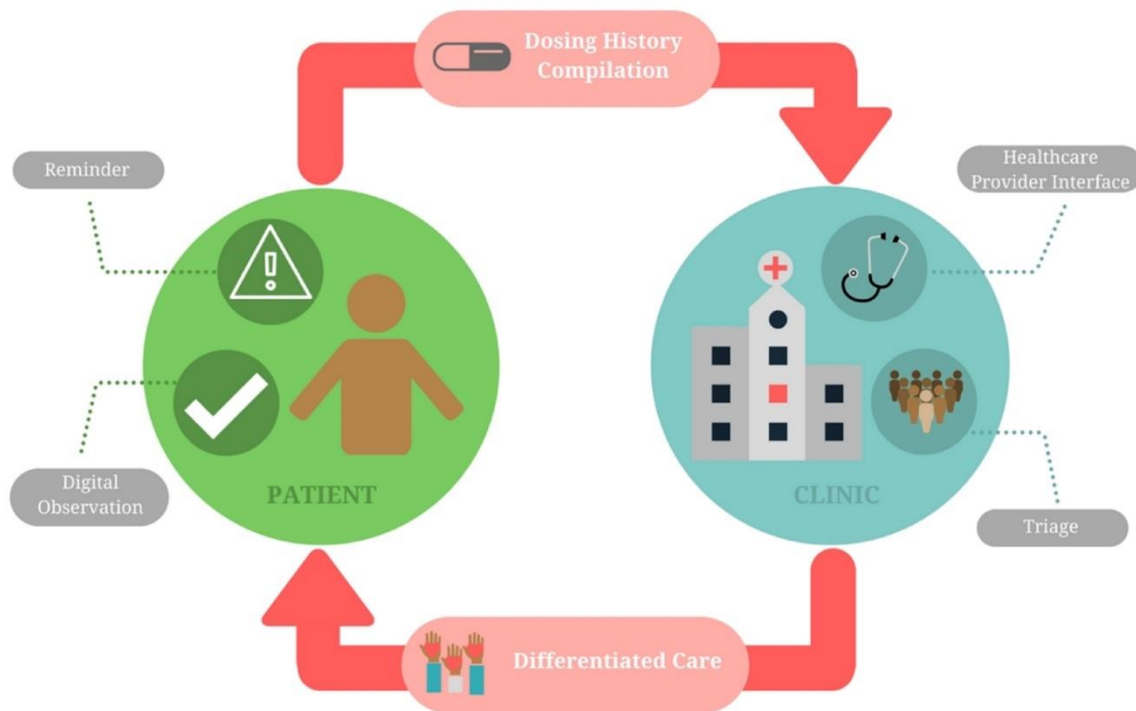 Dosing History
Compilation
Reminder
Healthcare
Provider Interface
Digital
Observation
PATIENT
CLINIC
Triage
Differentiated Care